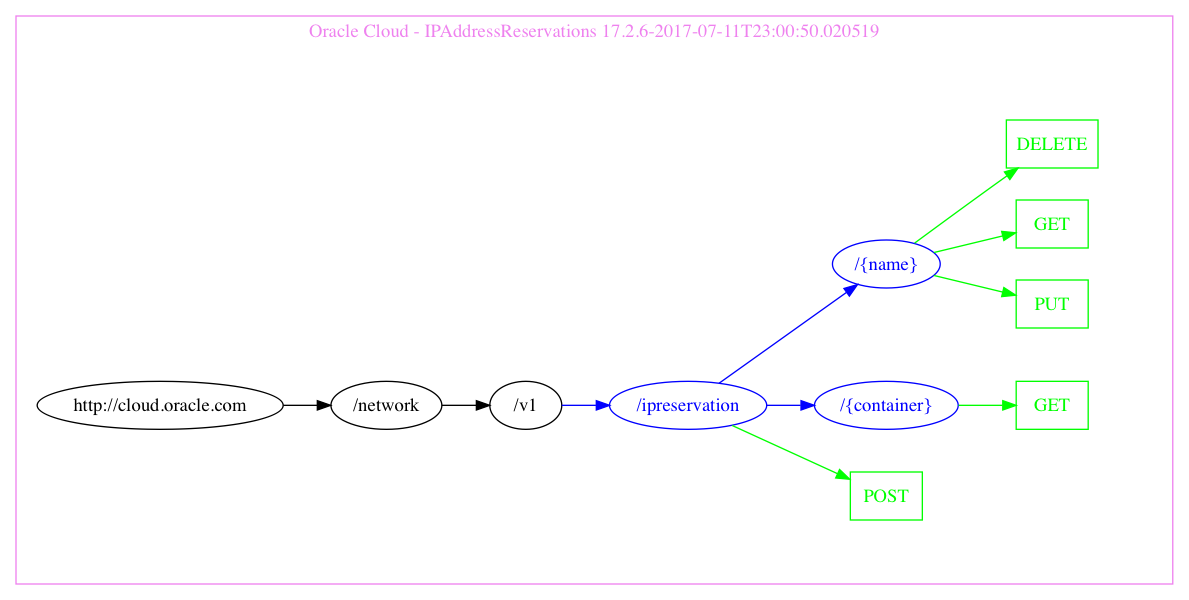 Oracle Cloud - IPAddressReservations 17.2.6-2017-07-11T23:00:50.020519
DELETE
GET
/{name}
PUT
http://cloud.oracle.com
/network
/v1
/ipreservation
/{container}
GET
POST